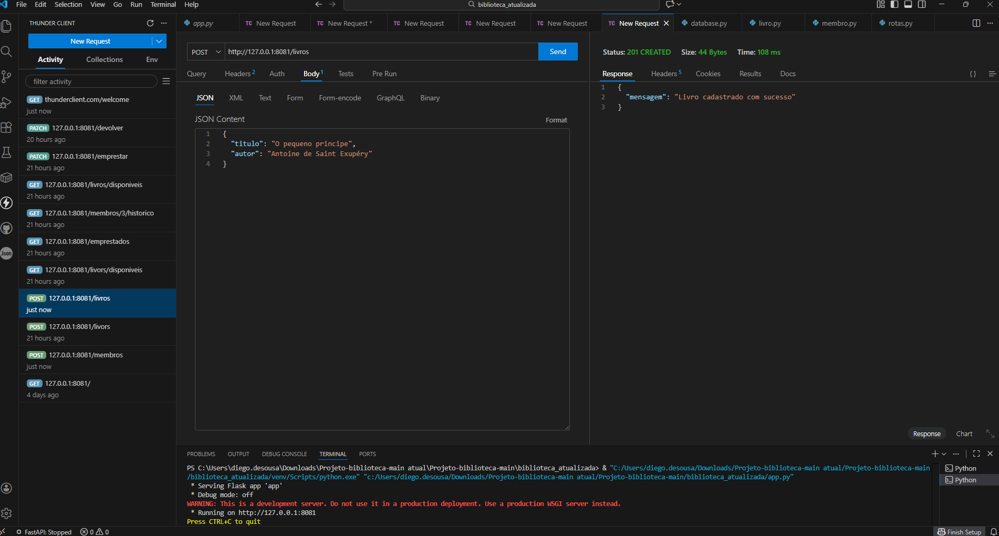 File Edit Selection View Go Run Terminal Help
biblioteca_atualizada
THUNDER CLIENT
New Request
Activity Collections Env
filter activity
GET thunderclient.com/welcome
just now
PATCH 127.0.0.1:8081/devolver
20 hours ago
PATCH 127.0.0.1:8081/emprestar
21 hours ago
GET 127.0.0.1:8081/livros/disponiveis
21 hours ago
GET 127.0.0.1:8081/membros/3/historico
21 hours ago
GET 127.0.0.1:8081/emprestados
21 hours ago
GET 127.0.0.1:8081/livors/disponiveis
21 hours ago
POST 127.0.0.1:8081/livros
just now
POST 127.0.0.1:8081/livors
21 hours ago
POST 127.0.0.1:8081/membros
just now
GET 127.0.0.1:8081/
4 days ago
Json
app.py TC New Request TC New Request * TC New Request TC New Request TC New Request TC New Request database.py livro.py membro.py rotas.py
POST http://127.0.0.1:8081/livros Send
Query Headers 2 Auth Body 1 Tests Pre Run
JSON XML Text Form Form-encode GraphQL Binary
JSON Content Format
1 {
2 "titulo": "O pequeno principe",
3 "autor": "Antoine de Saint Exupéry"
4 }
Status: 201 CREATED Size: 44 Bytes Time: 108 ms
Response Headers 5 Cookies Results Docs { }
1 {
2 "mensagem": "Livro cadastrado com sucesso"
3 }
Response Chart
PROBLEMS OUTPUT DEBUG CONSOLE TERMINAL PORTS
PS C:\Users\diego.desousa\Downloads\Projeto-biblioteca-main atual\Projeto-biblioteca-main\biblioteca_atualizada> & "C:/Users/diego.desousa/Downloads/Projeto-biblioteca-main atual/Projeto-biblioteca-main
/biblioteca_atualizada/venv/Scripts/python.exe" "c:/Users/diego.desousa/Downloads/Projeto-biblioteca-main atual/Projeto-biblioteca-main/biblioteca_atualizada/app.py"
* Serving Flask app 'app'
* Debug mode: off
WARNING: This is a development server. Do not use it in a production deployment. Use a production WSGI server instead.
* Running on http://127.0.0.1:8081
Press CTRL+C to quit
Python
Python
FastAPI: Stopped 0 0 Finish Setup